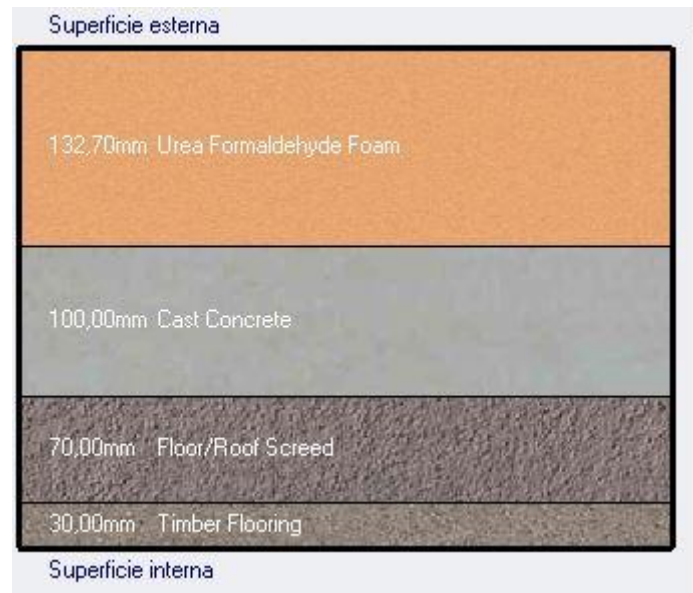 Superficie esterna
132,70mm Urea Formaldehyde Foam
100,00mm Cast Concrete
70,00mm Floor/Roof Screed
30,00mm Timber Flooring
Superficie interna